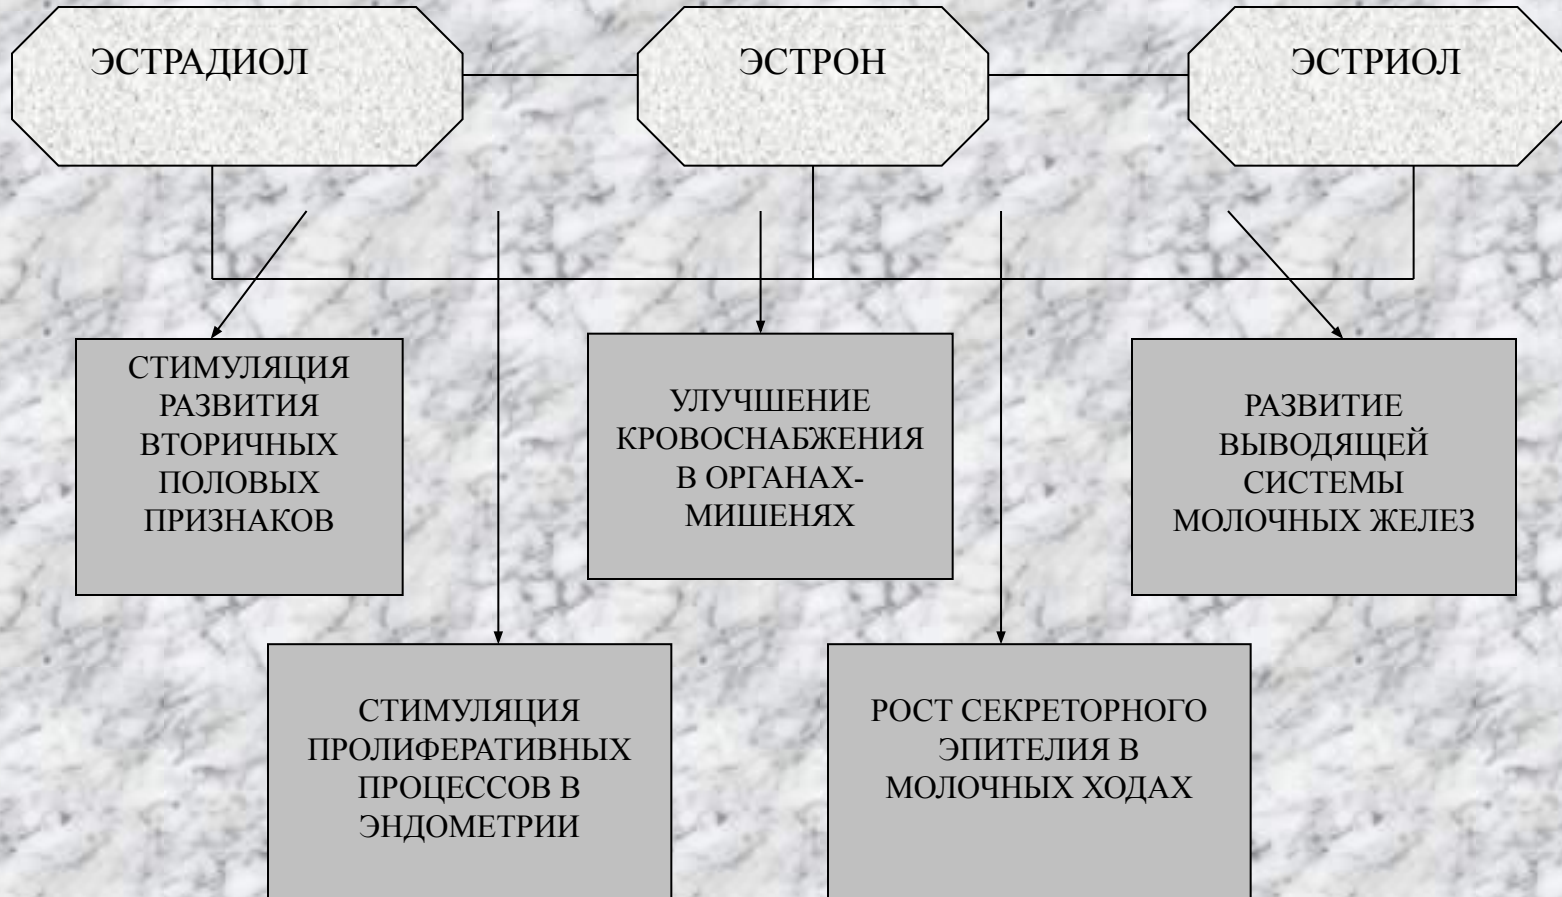 ЭСТРАДИОЛ
ЭСТРОН
ЭСТРИОЛ
СТИМУЛЯЦИЯ
РАЗВИТИЯ
ВТОРИЧНЫХ
ПОЛОВЫХ
ПРИЗНАКОВ
УЛУЧШЕНИЕ
КРОВОСНАБЖЕНИЯ
В ОРГАНАХ-
МИШЕНЯХ
РАЗВИТИЕ
ВЫВОДЯЩЕЙ
СИСТЕМЫ
МОЛОЧНЫХ ЖЕЛЕЗ
СТИМУЛЯЦИЯ
ПРОЛИФЕРАТИВНЫХ
ПРОЦЕССОВ В
ЭНДОМЕТРИИ
РОСТ СЕКРЕТОРНОГО
ЭПИТЕЛИЯ В
МОЛОЧНЫХ ХОДАХ